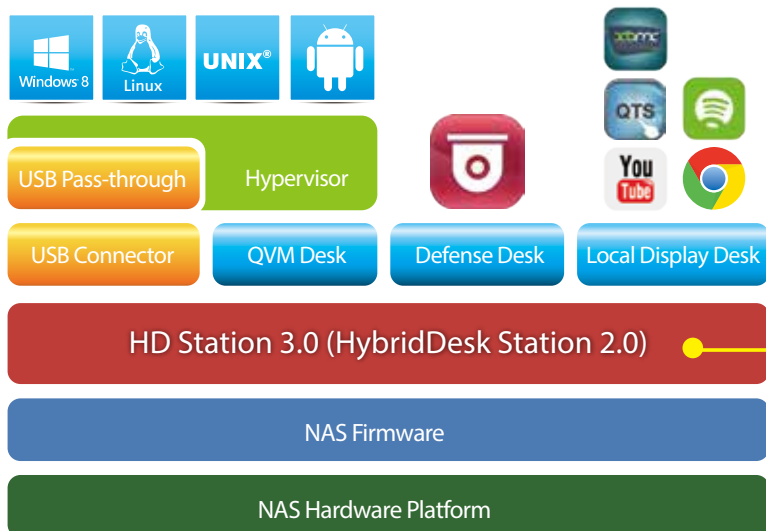 Windows 8
Linux
UNIX®
xbmc
QTS
You
Tube
USB Pass-through
Hypervisor
USB Connector
QVM Desk
Defense Desk
Local Display Desk
HD Station 3.0 (HybridDesk Station 2.0)
NAS Firmware
NAS Hardware Platform